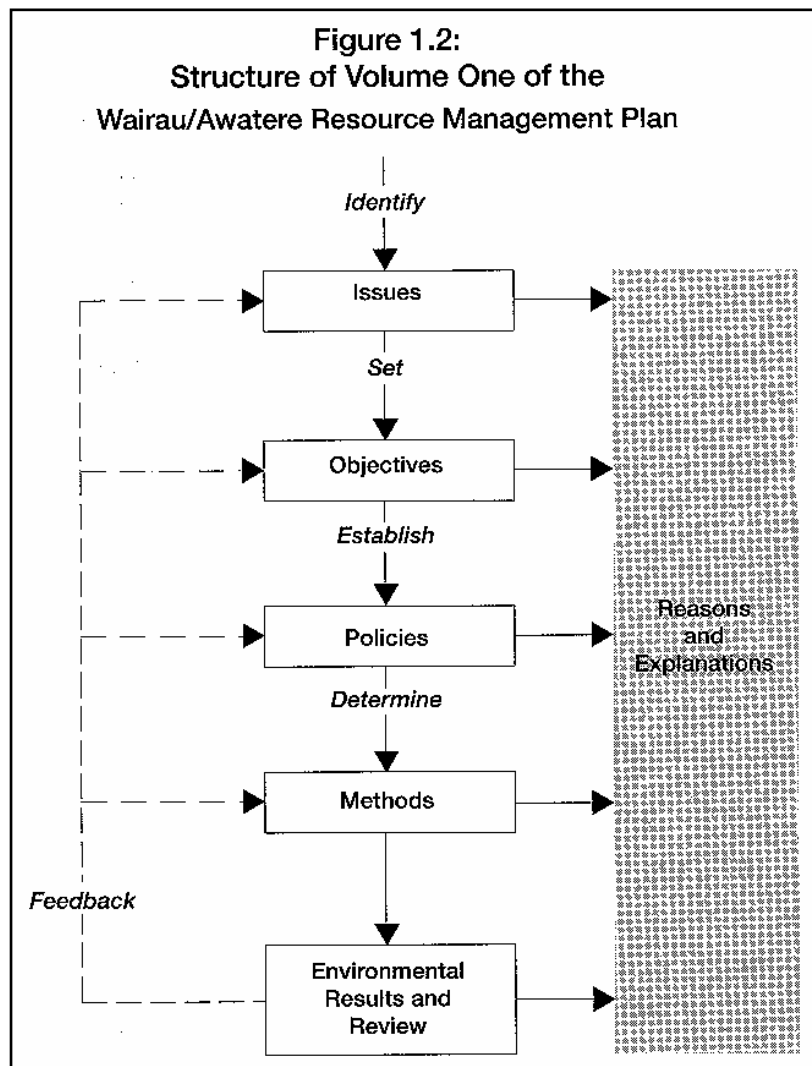 Figure 1.2:
Structure of Volume One of the
Wairau/Awatere Resource Management Plan
Identify
Issues
Set
Objectives
Establish
Policies
Reasons
and
Explanations
Determine
Methods
Feedback
Environmental
Results and
Review